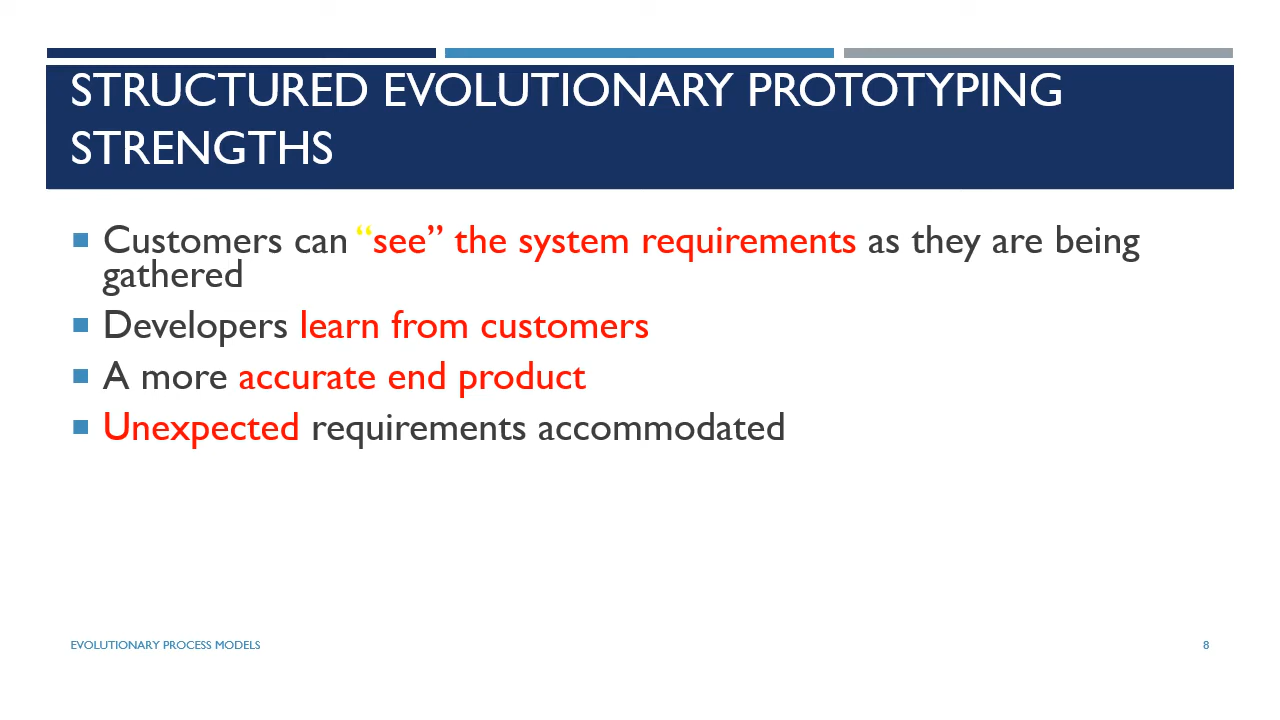 STRUCTURED EVOLUTIONARY PROTOTYPING
STRENGTHS
Customers can “see” the system requirements as they are being
gathered
Developers learn from customers
A more accurate end product
Unexpected requirements accommodated
EVOLUTIONARY PROCESS MODELS
8